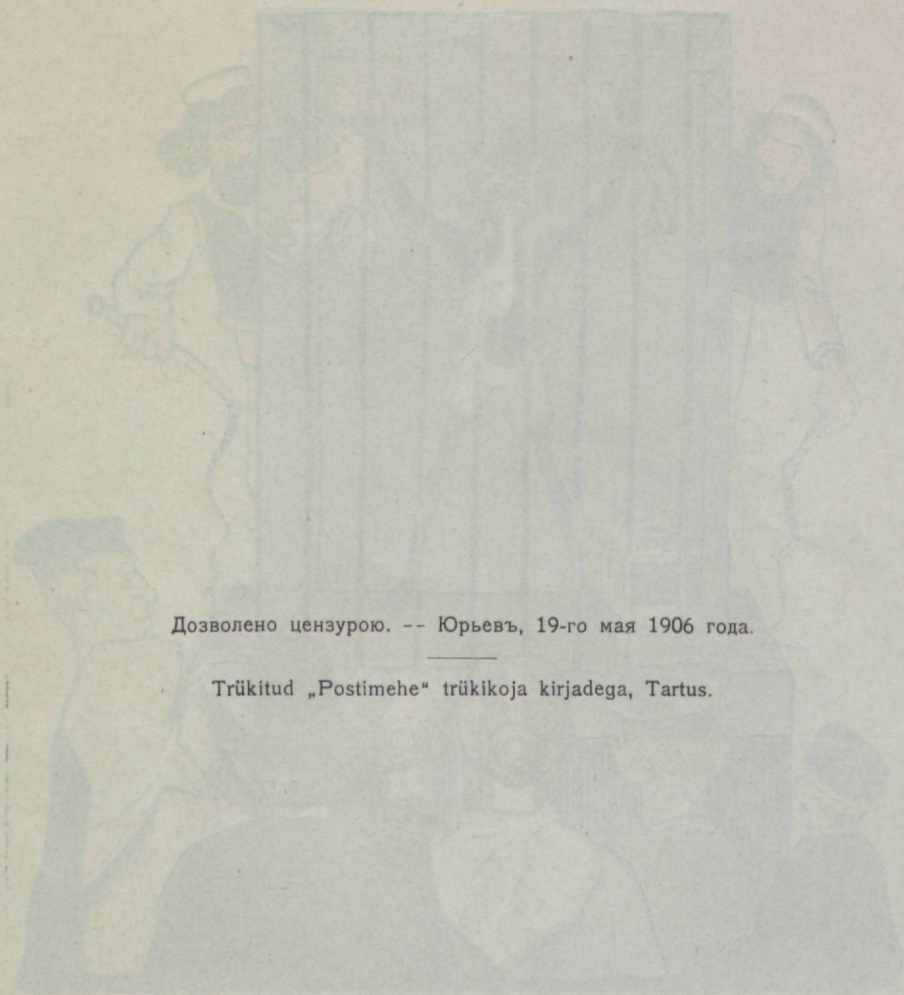 Дозволено цензурою. -- Юрьевъ, 19-го мая 1906 года.
Trükitud „Postimehe“ trükikoja kirjadega, Tartus.